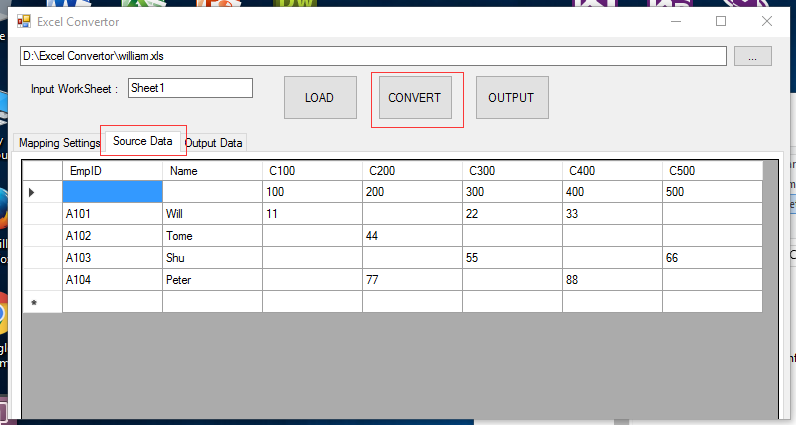 Excel Convertor
D:\Excel Convertor\william.xls
...
Input WorkSheet :
Sheet1
LOAD
CONVERT
OUTPUT
Mapping Settings
Source Data
Output Data
EmpID Name C100 C200 C300 C400 C500
100 200 300 400 500
A101 Will 11 22 33
A102 Tome 44
A103 Shu 55 66
A104 Peter 77 88
*